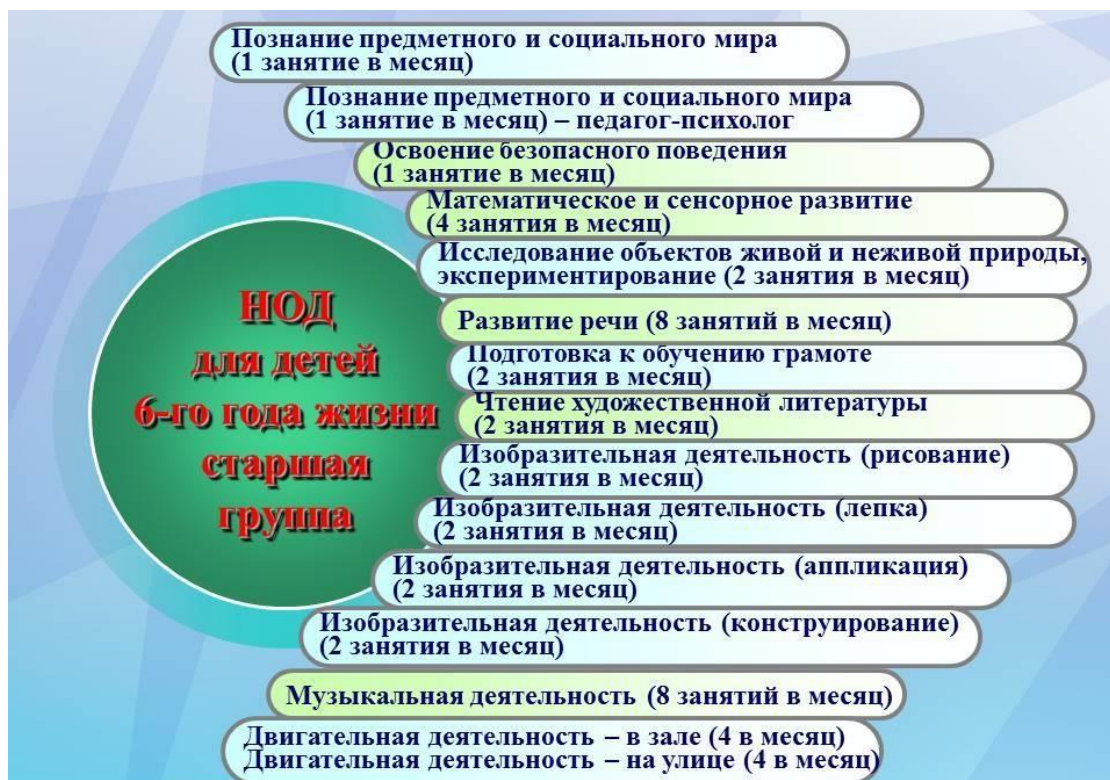 Познание предметного и социального мира
(1 занятие в месяц)
Познание предметного и социального мира
(1 занятие в месяц) – педагог-психолог
Освоение безопасного поведения
(1 занятие в месяц)
Математическое и сенсорное развитие
(4 занятия в месяц)
Исследование объектов живой и неживой природы,
экспериментирование (2 занятия в месяц)
Развитие речи (8 занятий в месяц)
Подготовка к обучению грамоте
(2 занятия в месяц)
Чтение художественной литературы
(2 занятия в месяц)
Изобразительная деятельность (рисование)
(2 занятия в месяц)
Изобразительная деятельность (лепка)
(2 занятия в месяц)
Изобразительная деятельность (аппликация)
(2 занятия в месяц)
Изобразительная деятельность (конструирование)
(2 занятия в месяц)
Музыкальная деятельность (8 занятий в месяц)
Двигательная деятельность – в зале (4 в месяц)
Двигательная деятельность – на улице (4 в месяц)
НОД
для детей
6-го года жизни
старшая
группа